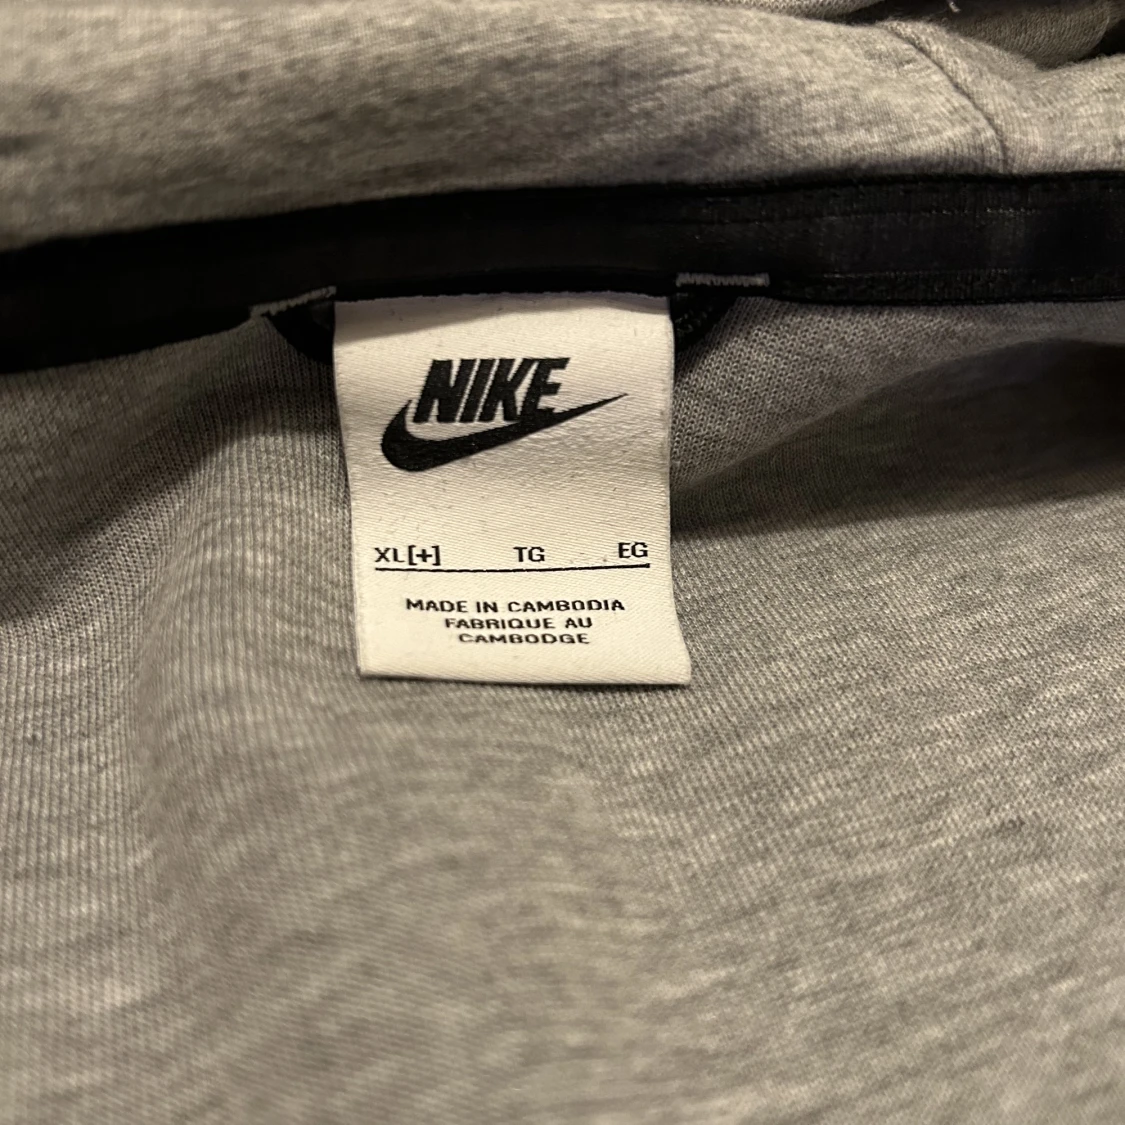 NIKE
XL[+] TG EG
MADE IN CAMBODIA
FABRIQUE AU
CAMBODGE